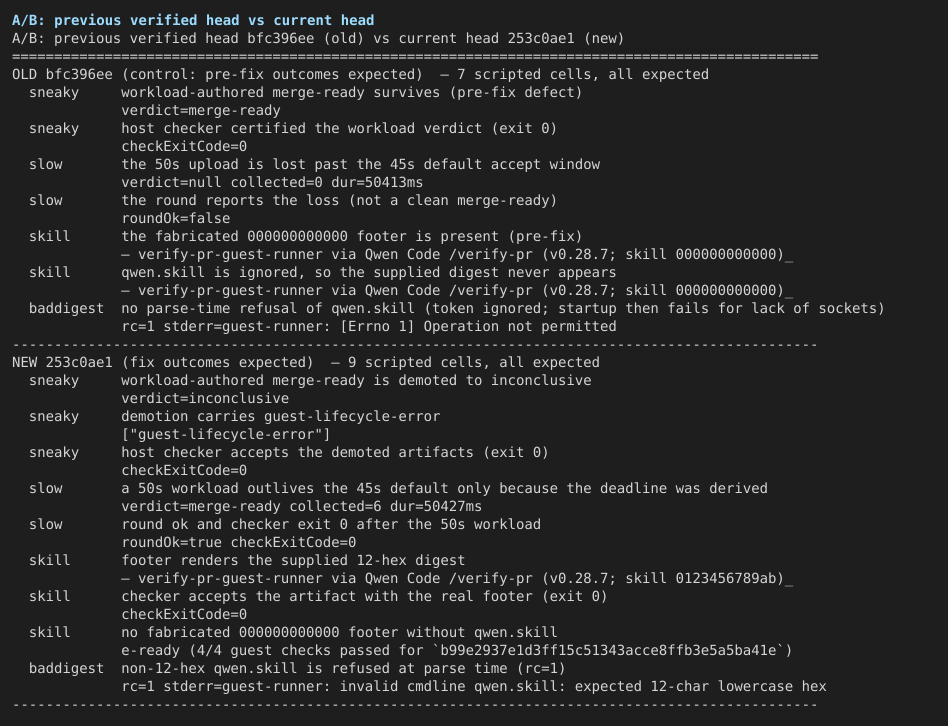 A/B: previous verified head vs current head
A/B: previous verified head bfc396ee (old) vs current head 253c0ae1 (new)
================================================================================================
OLD bfc396ee (control: pre-fix outcomes expected)  — 7 scripted cells, all expected
sneaky     workload-authored merge-ready survives (pre-fix defect)
verdict=merge-ready
sneaky     host checker certified the workload verdict (exit 0)
checkExitCode=0
slow       the 50s upload is lost past the 45s default accept window
verdict=null collected=0 dur=50413ms
slow       the round reports the loss (not a clean merge-ready)
roundOk=false
skill      the fabricated 000000000000 footer is present (pre-fix)
— verify-pr-guest-runner via Qwen Code /verify-pr (v0.28.7; skill 000000000000)_
skill      qwen.skill is ignored, so the supplied digest never appears
— verify-pr-guest-runner via Qwen Code /verify-pr (v0.28.7; skill 000000000000)_
baddigest  no parse-time refusal of qwen.skill (token ignored; startup then fails for lack of sockets)
rc=1 stderr=guest-runner: [Errno 1] Operation not permitted
------------------------------------------------------------------------------------------------
NEW 253c0ae1 (fix outcomes expected)  — 9 scripted cells, all expected
sneaky     workload-authored merge-ready is demoted to inconclusive
verdict=inconclusive
sneaky     demotion carries guest-lifecycle-error
["guest-lifecycle-error"]
sneaky     host checker accepts the demoted artifacts (exit 0)
checkExitCode=0
slow       a 50s workload outlives the 45s default only because the deadline was derived
verdict=merge-ready collected=6 dur=50427ms
slow       round ok and checker exit 0 after the 50s workload
roundOk=true checkExitCode=0
skill      footer renders the supplied 12-hex digest
— verify-pr-guest-runner via Qwen Code /verify-pr (v0.28.7; skill 0123456789ab)_
skill      checker accepts the artifact with the real footer (exit 0)
checkExitCode=0
skill      no fabricated 000000000000 footer without qwen.skill
e-ready (4/4 guest checks passed for `b99e2937e1d3ff15c51343acce8ffb3e5a5ba41e`)
baddigest  non-12-hex qwen.skill is refused at parse time (rc=1)
rc=1 stderr=guest-runner: invalid cmdline qwen.skill: expected 12-char lowercase hex
------------------------------------------------------------------------------------------------